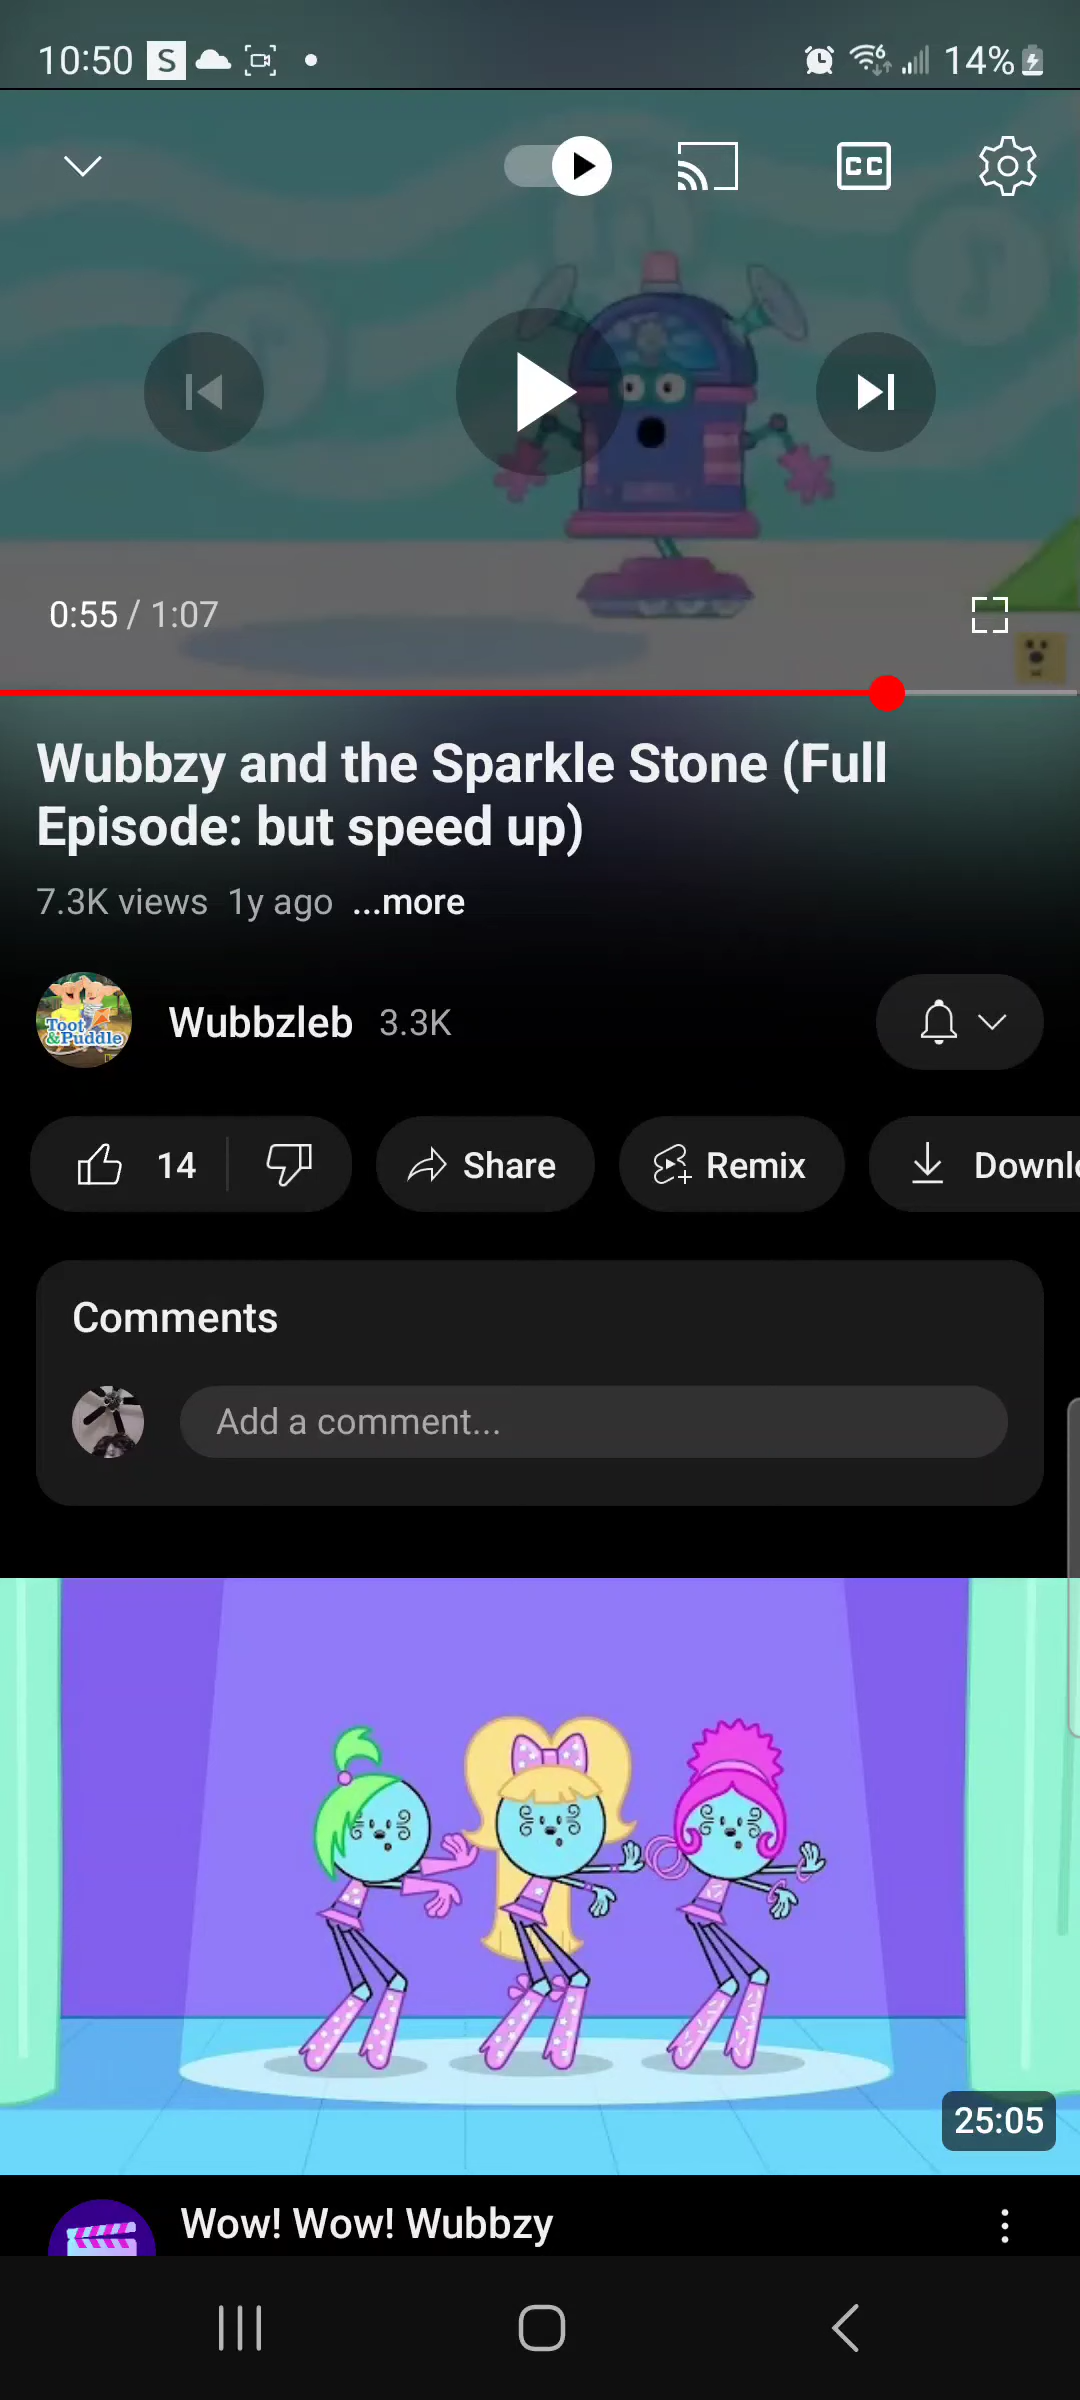 10:50 S 14%
CC
0:55 / 1:07
Wubbzy and the Sparkle Stone (Full
Episode: but speed up)
7.3K views 1y ago ...more
Toot
&Puddle
Wubbzleb 3.3K
14 Share Remix Downlo
Comments
Add a comment...
25:05
Wow! Wow! Wubbzy